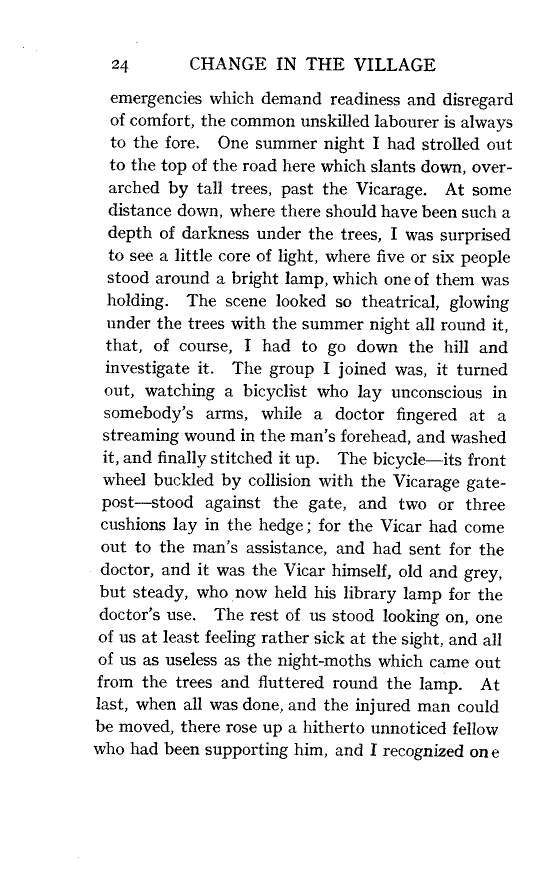 24 CHANGE IN THE VILLAGE
emergencies which demand readiness and disregard
of comfort, the common unskilled labourer is always
to the fore. One summer night I had strolled out
to the top of the road here which slants down, over-
arched by tall trees, past the Vicarage. At some
distance down, where there should have been such a
depth of darkness under the trees, I was surprised
to see a little core of light, where five or six people
stood around a bright lamp, which one of them was
holding. The scene looked so theatrical, glowing
under the trees with the summer night all round it,
that, of course, I had to go down the hill and
investigate it. The group I joined was, it turned
out, watching a bicyclist who lay unconscious in
somebody's arms, while a doctor fingered at a
streaming wound in the man's forehead, and washed
it, and finally stitched it up. The bicycle—its front
wheel buckled by collision with the Vicarage gate-
post—stood against the gate, and two or three
cushions lay in the hedge; for the Vicar had come
out to the man's assistance, and had sent for the
doctor, and it was the Vicar himself, old and grey,
but steady, who now held his library lamp for the
doctor's use. The rest of us stood looking on, one
of us at least feeling rather sick at the sight, and all
of us as useless as the night-moths which came out
from the trees and fluttered round the lamp. At
last, when all was done, and the injured man could
be moved, there rose up a hitherto unnoticed fellow
who had been supporting him, and I recognized one